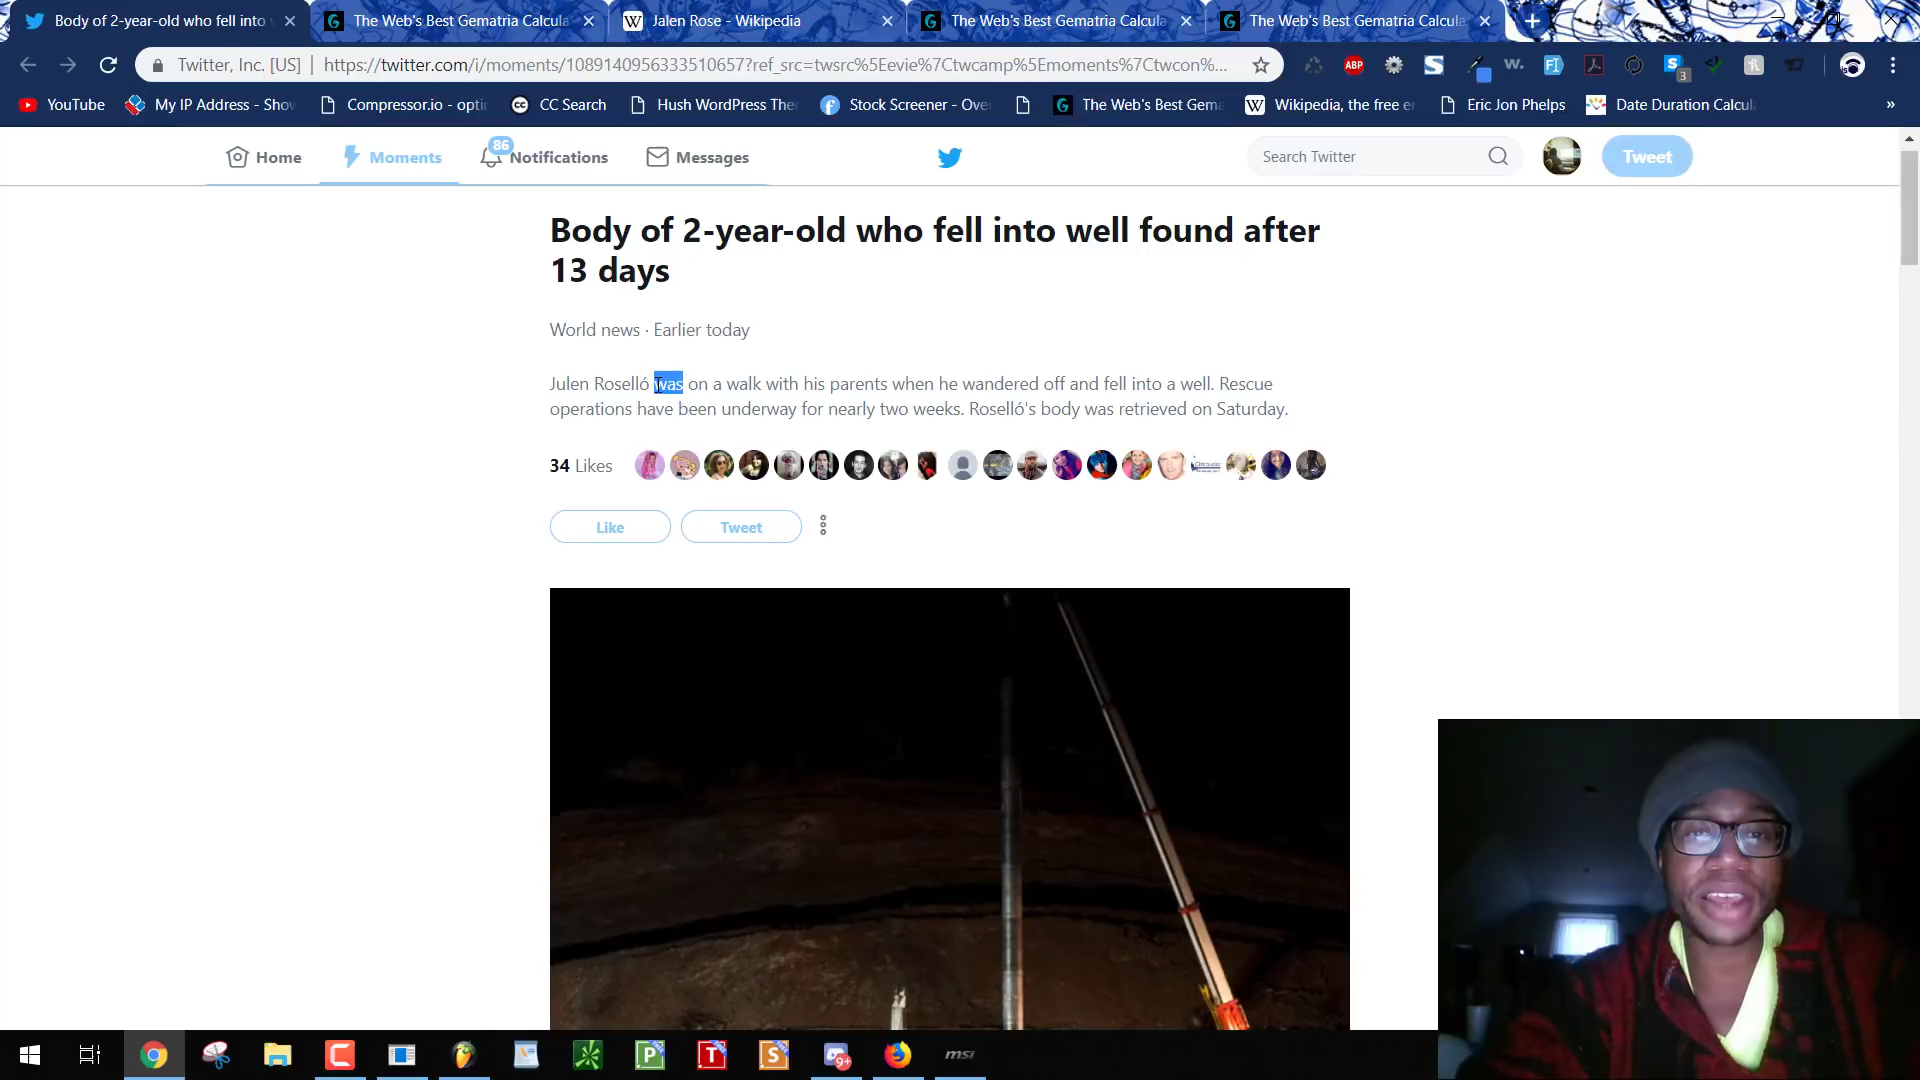 Body of 2-year-old who fell into
The Web's Best Gematria Calcula
Jalen Rose - Wikipedia
The Web's Best Gematria Calcula
The Web's Best Gematria Calcula
Twitter, Inc. [US] | https://twitter.com/i/moments/1089140956333510657?ref_src=twsrc%5Eevie%7Ctwcamp%5Emoments%7Ctwcon%...
YouTube
My IP Address - Shov
Compressor.io - opti
CC Search
Hush WordPress The
Stock Screener - Ove
The Web's Best Gema
Wikipedia, the free e
Eric Jon Phelps
Date Duration Calcul
»
Home
Moments
86
Notifications
Messages
Search Twitter
Tweet
Body of 2-year-old who fell into well found after
13 days
World news · Earlier today
Julen Roselló was on a walk with his parents when he wandered off and fell into a well. Rescue
operations have been underway for nearly two weeks. Roselló's body was retrieved on Saturday.
34 Likes
Like
Tweet
msi